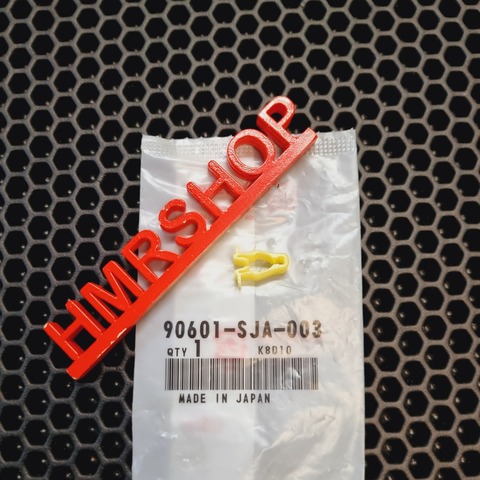 HMRSHOP
90601-SJA-003
QTY 1 K8010
MADE IN JAPAN